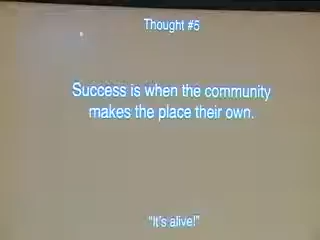 Thought #5
Success is when the community
makes the place their own.
"It's alive!"